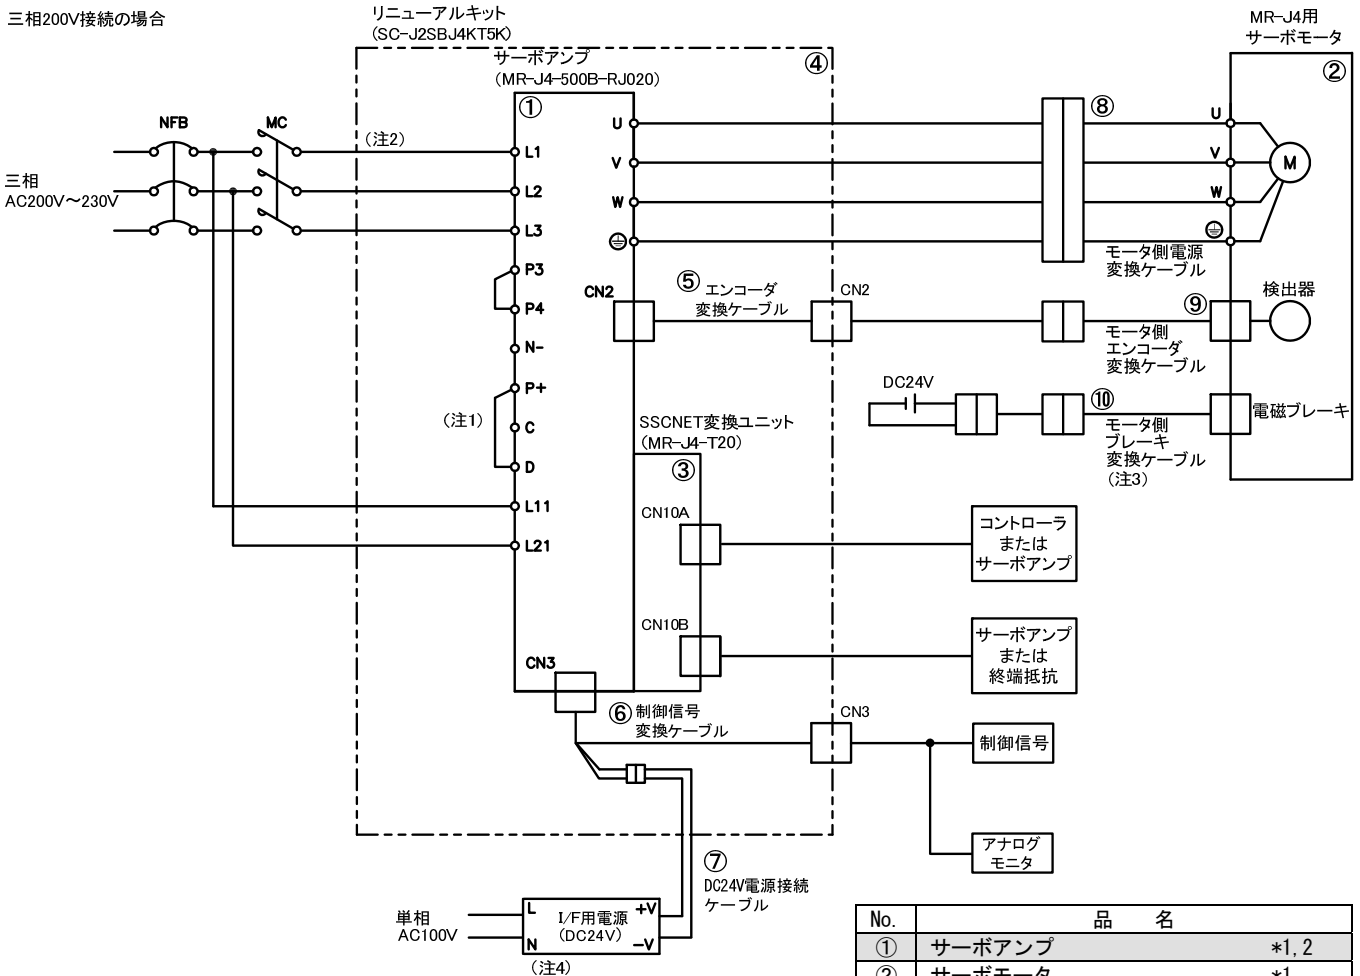 三相200V接続の場合
リニューアルキット
(SC-J2SBJ4KT5K)
サーボアンプ
(MR-J4-500B-RJ020)
④
MR-J4用
サーボモータ
②
①
NFB
MC
(注2)
三相
AC200V～230V
L1
L2
L3
P3
P4
N-
P+
C
D
(注1)
L11
L21
U
V
W
CN2
⑤ エンコーダ
変換ケーブル
CN2
⑧
U
V
W
M
モータ側電源
変換ケーブル
⑨
検出器
モータ側
エンコーダ
変換ケーブル
DC24V
⑩
電磁ブレーキ
モータ側
ブレーキ
変換ケーブル
(注3)
SSCNET変換ユニット
(MR-J4-T20)
③
CN10A
コントローラ
または
サーボアンプ
CN10B
サーボアンプ
または
終端抵抗
CN3
⑥ 制御信号
変換ケーブル
CN3
制御信号
アナログ
モニタ
⑦
DC24V電源接続
ケーブル
単相
AC100V
L
N
I/F用電源
(DC24V)
+V
-V
(注4)
No. 品 名
① サーボアンプ *1,2
② サーボモータ *1